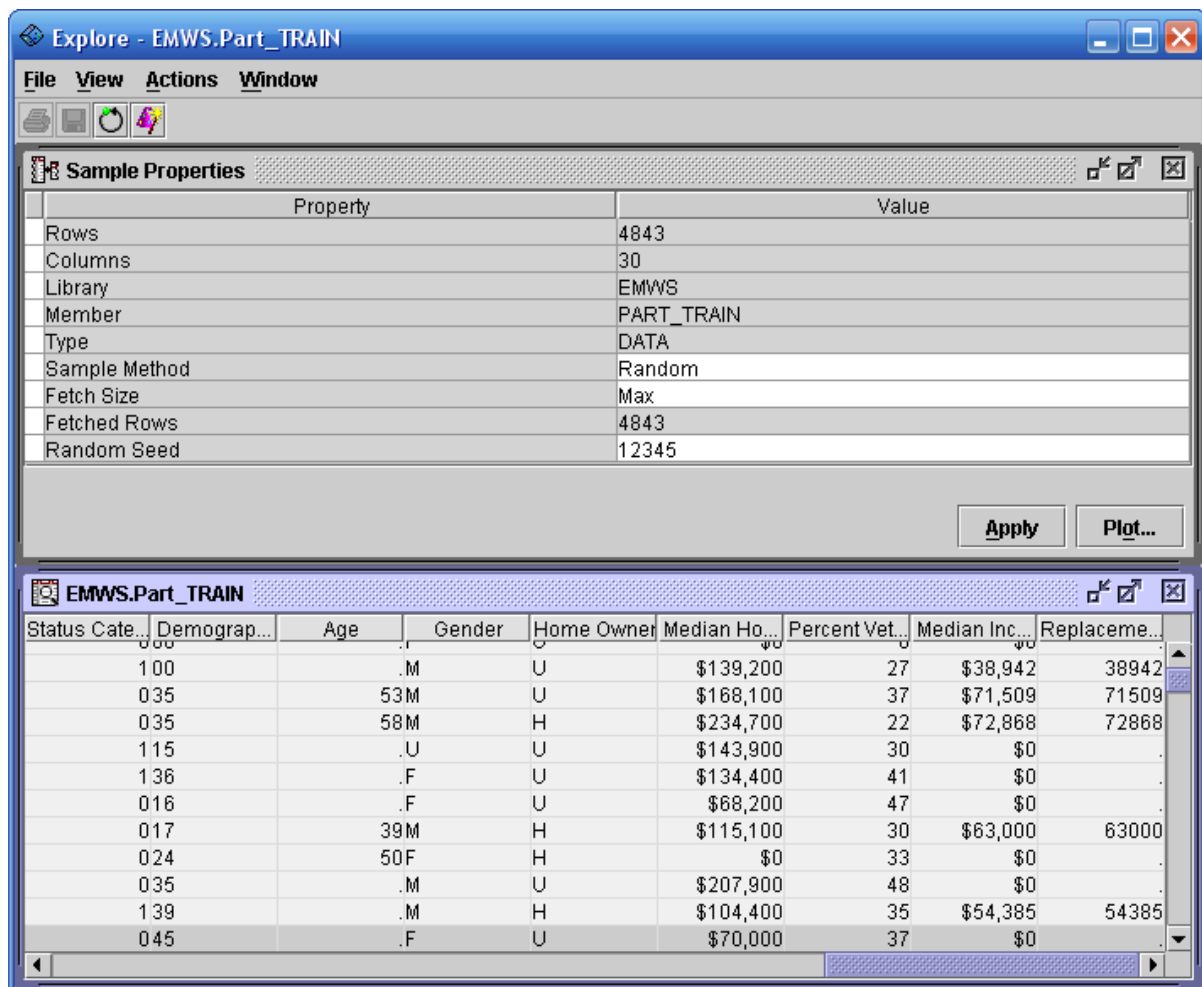 Explore - EMWS.Part_TRAIN
File View Actions Window
Sample Properties
Property Value
Rows 4843
Columns 30
Library EMWS
Member PART_TRAIN
Type DATA
Sample Method Random
Fetch Size Max
Fetched Rows 4843
Random Seed 12345
Apply Plot...
EMWS.Part_TRAIN
Status Cate... Demograp... Age Gender Home Owner Median Ho... Percent Vet... Median Inc... Replaceme...
1 00 . M U $139,200 27 $38,942 38942
0 35 53 M U $168,100 37 $71,509 71509
0 35 58 M H $234,700 22 $72,868 72868
1 15 . U U $143,900 30 $0 .
1 36 . F U $134,400 41 $0 .
0 16 . F U $68,200 47 $0 .
0 17 39 M H $115,100 30 $63,000 63000
0 24 50 F H $0 33 $0 .
0 35 . M U $207,900 48 $0 .
1 39 . M H $104,400 35 $54,385 54385
0 45 . F U $70,000 37 $0 .